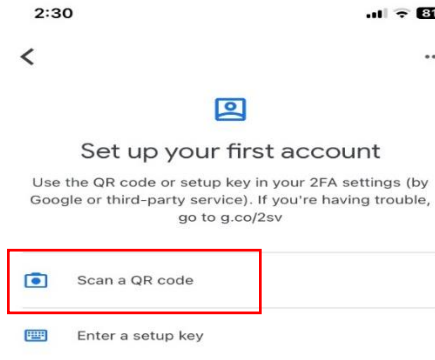 2:30
81
Set up your first account
Use the QR code or setup key in your 2FA settings (by
Google or third-party service). If you're having trouble,
go to g.co/2sv
Scan a QR code
Enter a setup key